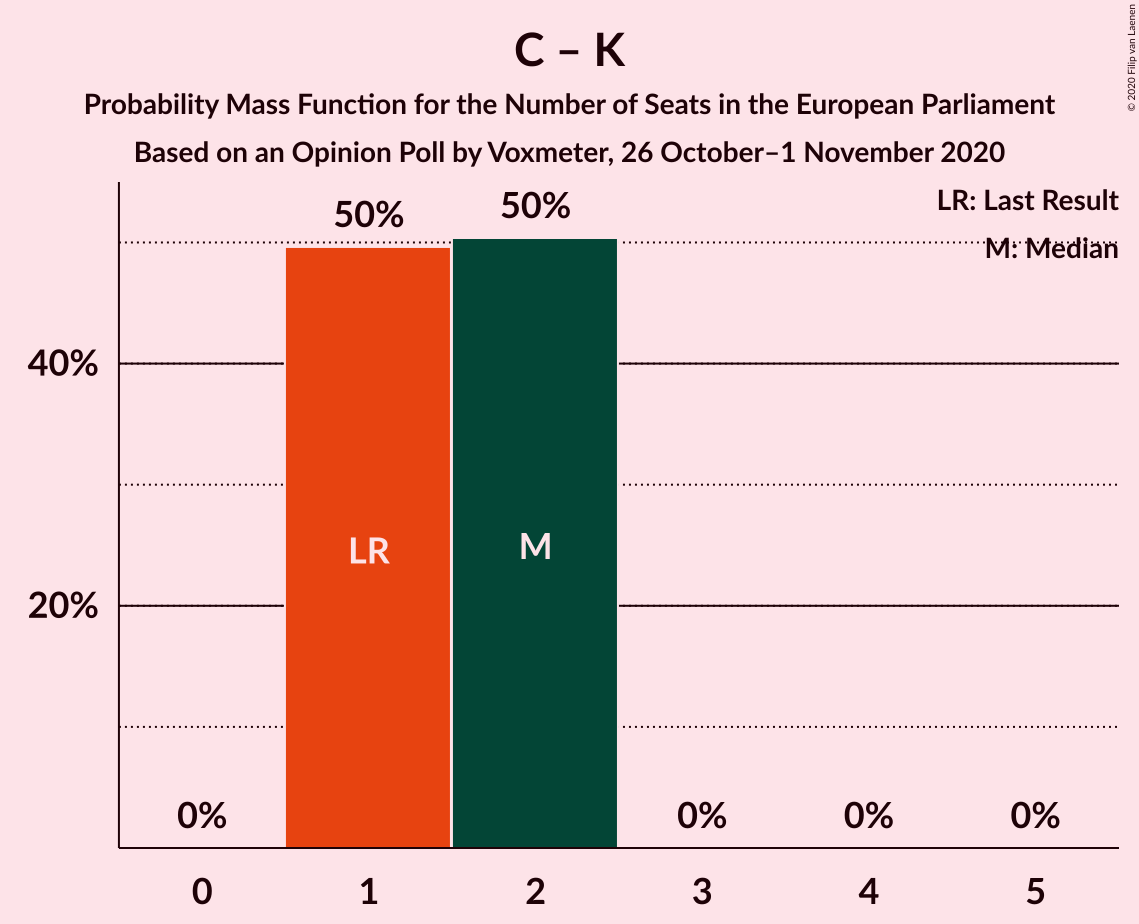 C – K
Probability Mass Function for the Number of Seats in the European Parliament
Based on an Opinion Poll by Voxmeter, 26 October–1 November 2020
© 2020 Filip van Laenen
LR: Last Result
M: Median
50%
50%
40%
20%
LR
M
0%
0%
0%
0%
0
1
2
3
4
5